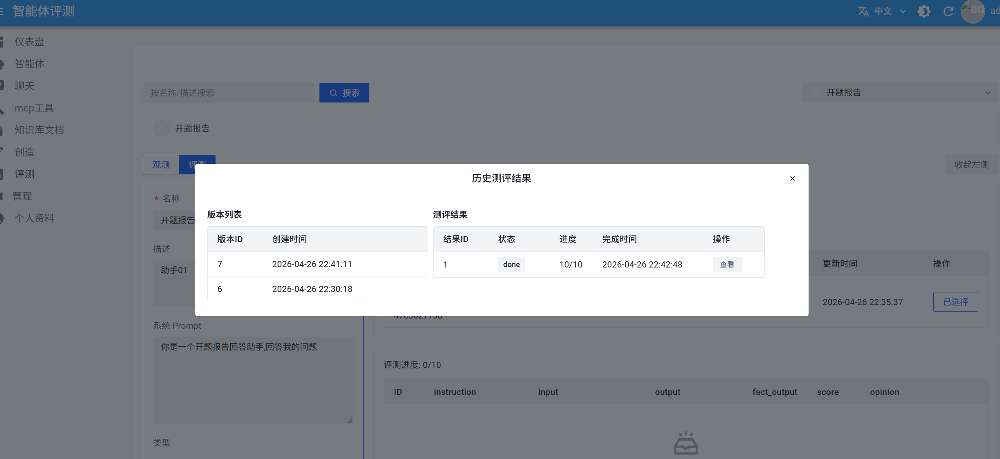 智能体评测
中文
ad
ad
仪表盘
智能体
聊天
mcp工具
知识库文档
创造
评测
管理
个人资料
按名称/描述搜索
搜索
开 开题报告
开 开题报告
观测
评测
收起左侧
* 名称
开题报告
描述
助手01
系统 Prompt
你是一个开题报告回答助手,回答我的问题
类型
历史测评结果
版本列表
版本ID 创建时间
7 2026-04-26 22:41:11
6 2026-04-26 22:30:18
测评结果
结果ID 状态 进度 完成时间 操作
1 done 10/10 2026-04-26 22:42:48 查看
更新时间 操作
2026-04-26 22:35:37 已选择
评测进度: 0/10
ID instruction input output fact_output score opinion